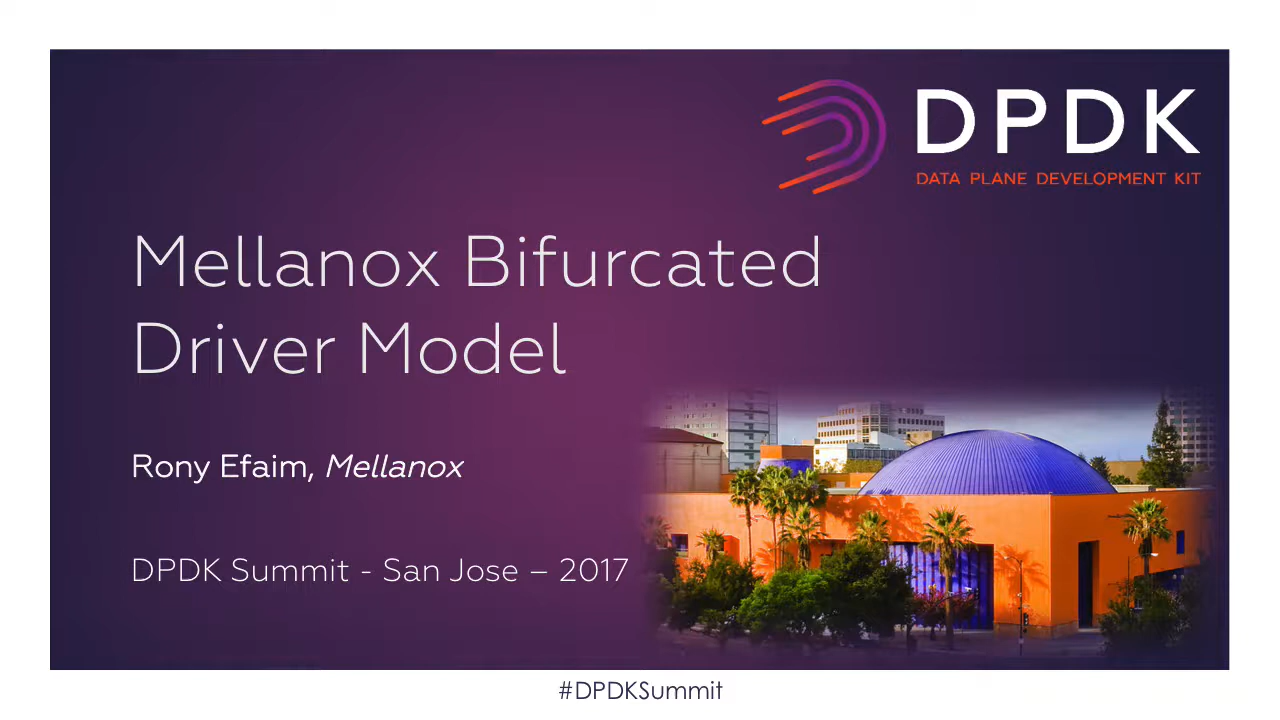 DPDK
DATA PLANE DEVELOPMENT KIT
Mellanox Bifurcated
Driver Model
Rony Efaim, Mellanox
DPDK Summit - San Jose – 2017
#DPDKSummit